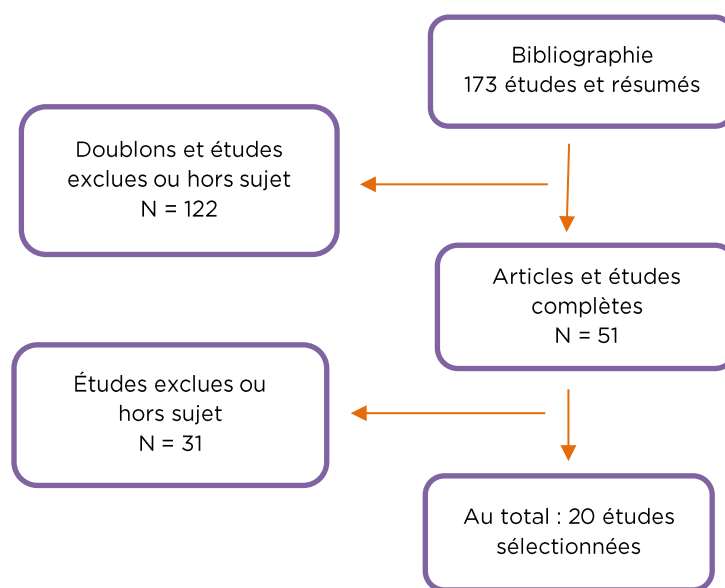 Bibliographie
173 études et résumés
Doublons et études
exclues ou hors sujet
N = 122
Articles et études
complètes
N = 51
Études exclues ou
hors sujet
N = 31
Au total : 20 études
sélectionnées